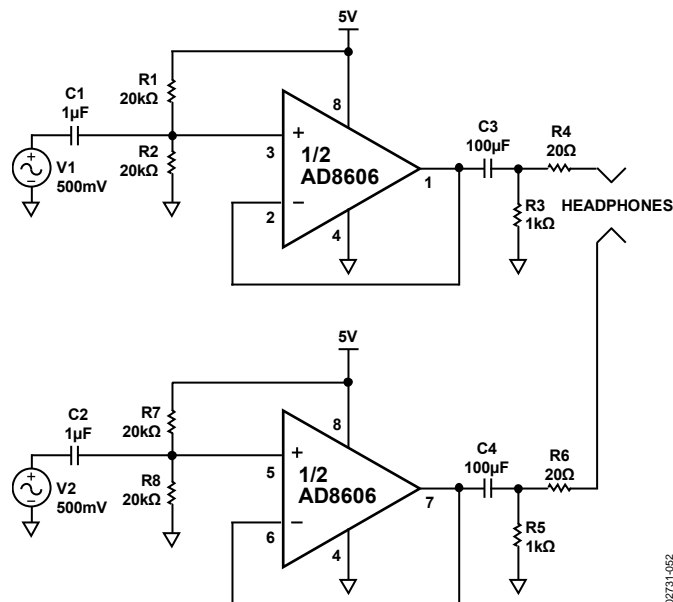 5V
R1
20kΩ
C1
1µF
R2
20kΩ
V1
500mV
8
+
3
1/2
AD8606
1
−
2
4
C3
100µF
R4
20Ω
R3
1kΩ
HEADPHONES
5V
R7
20kΩ
C2
1µF
R8
20kΩ
V2
500mV
8
+
5
1/2
AD8606
7
−
6
4
C4
100µF
R6
20Ω
R5
1kΩ
02731-052